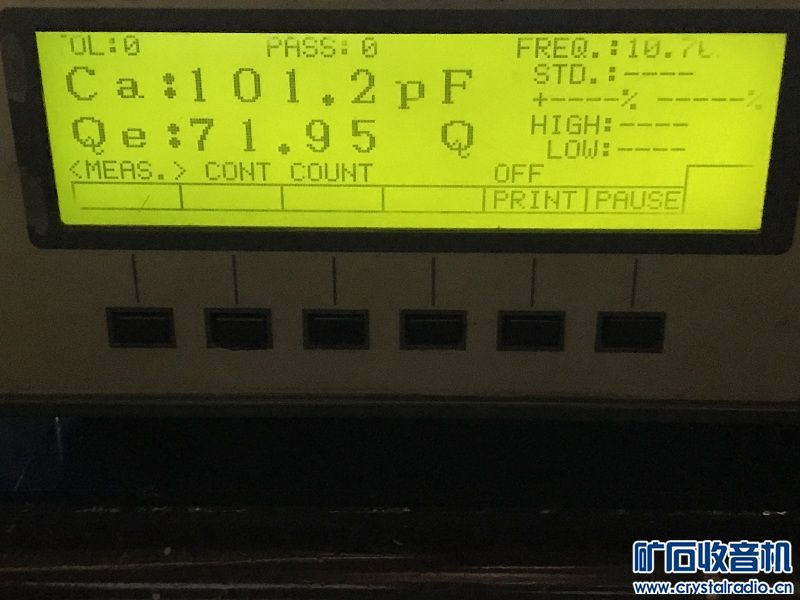 OL:0 PASS:0 FREQ.:10.7
Ca:101.2pF STD.:----
+----% -----%
Qe:71.95 Q HIGH:----
LOW:----
<MEAS.> CONT COUNT OFF
PRINT PAUSE
矿石收音机
www.crystalradio.cn